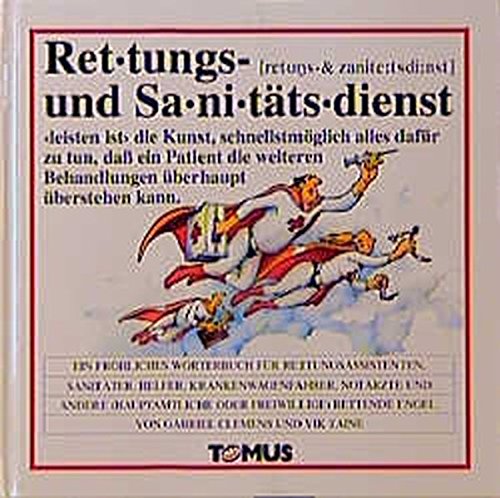 Ret·tungs- [retuŋs-& zanitɛ:tsdi:nst]
und Sa·ni·täts·dienst
‹leisten ist› die Kunst, schnellstmöglich alles dafür
zu tun, daß ein Patient die weiteren
Behandlungen überhaupt
überstehen kann.
EIN FRÖHLICHES WÖRTERBUCH FÜR RETTUNGSASSISTENTEN,
SANITÄTER, HELFER, KRANKENWAGENFAHRER, NOTÄRZTE UND
ANDERE (HAUPTAMTLICHE ODER FREIWILLIGE) RETTENDE ENGEL
VON GABRIELE CLEMENS UND VIK TAINE
TOMUS